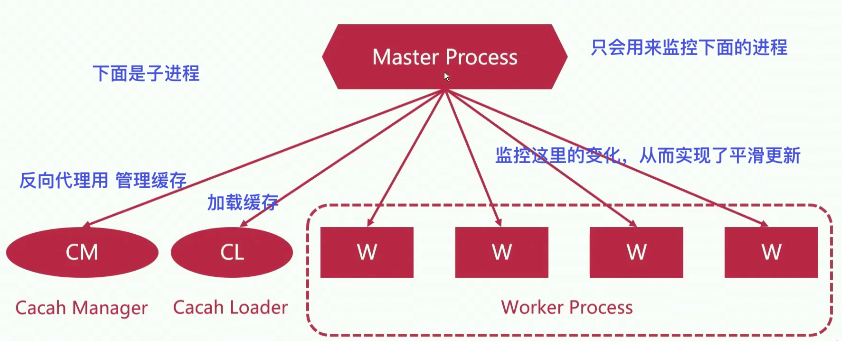 Master Process
只会用来监控下面的进程
下面是子进程
监控这里的变化，从而实现了平滑更新
反向代理用 管理缓存
加载缓存
CM
CL
W
W
W
W
Cacah Manager
Cacah Loader
Worker Process